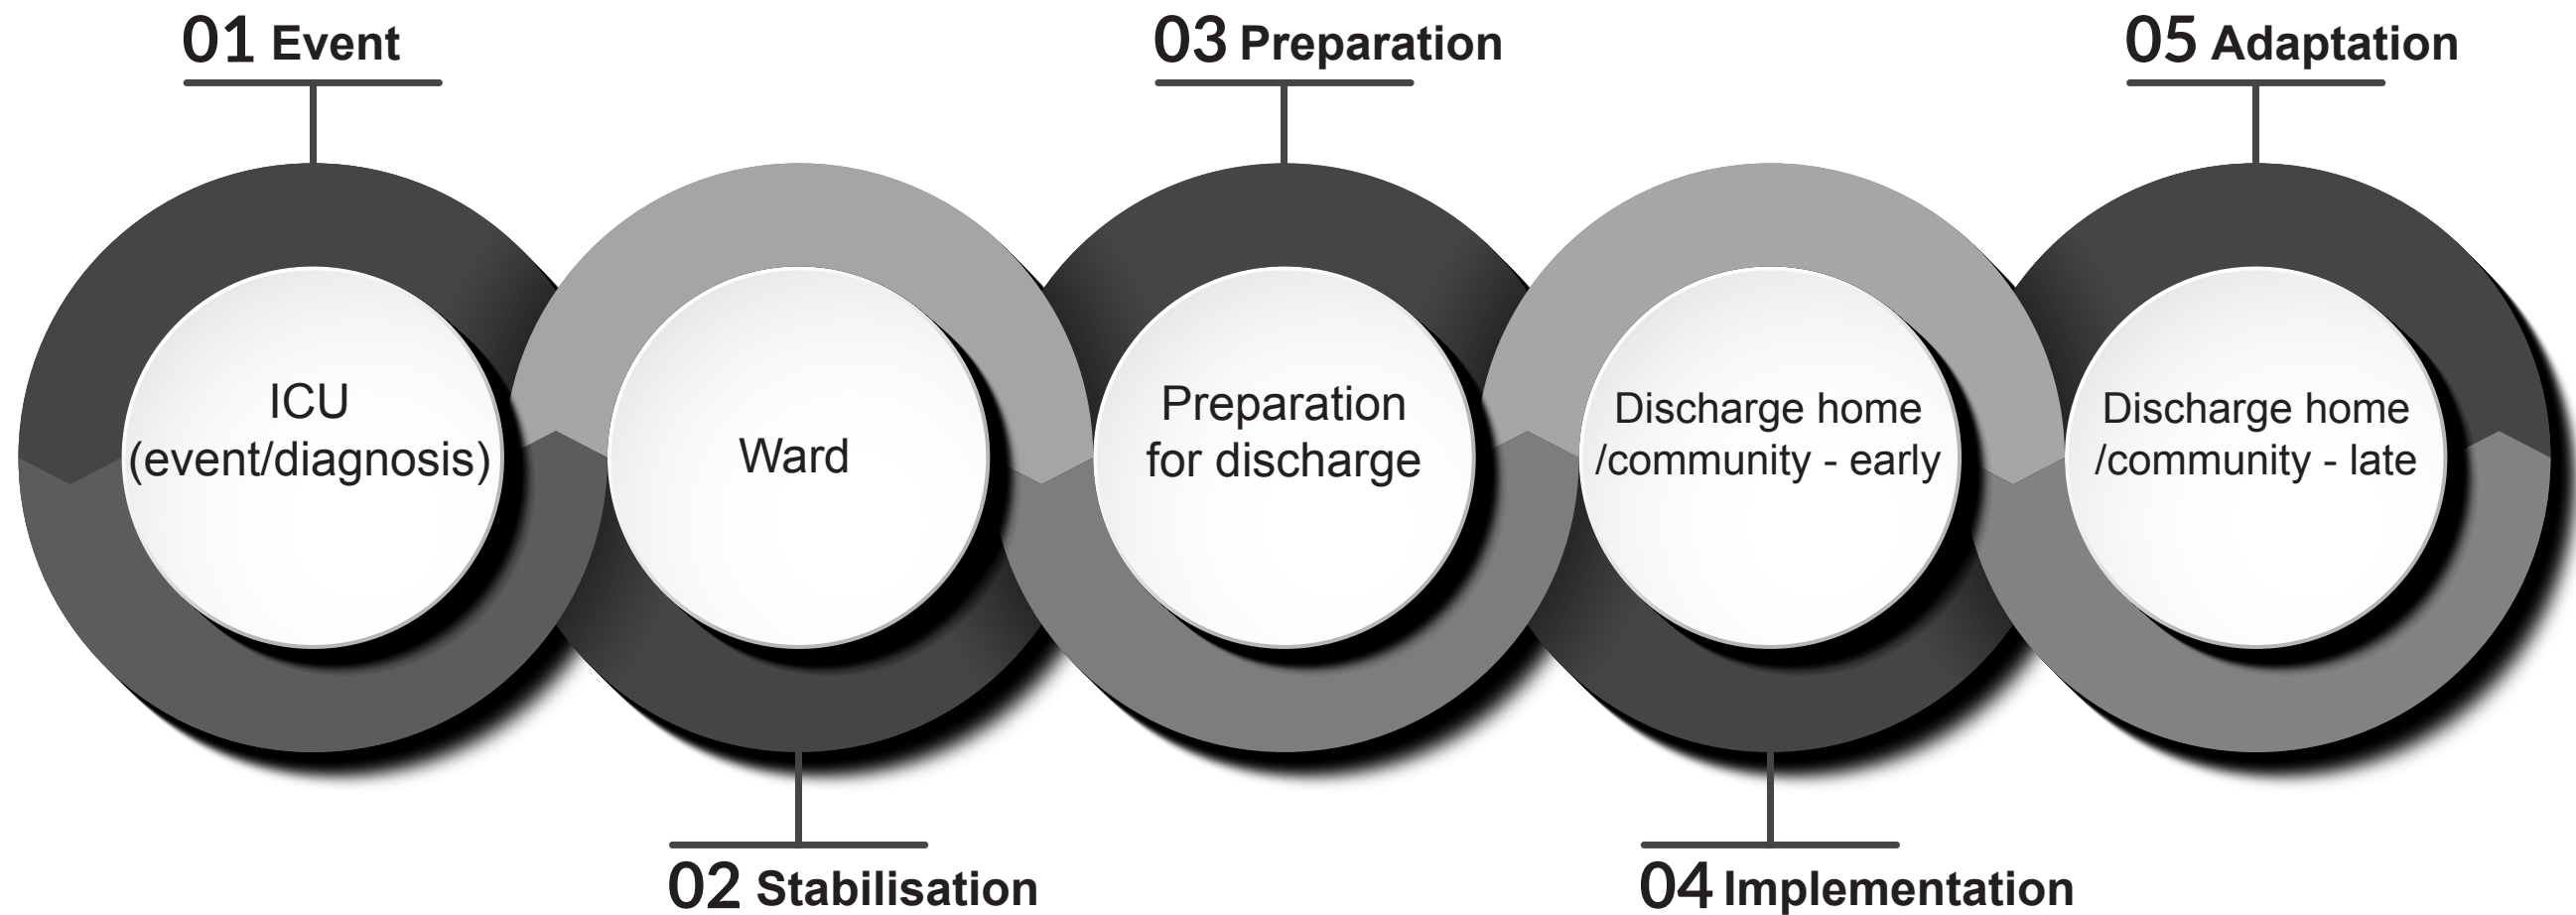 01 Event
03 Preparation
05 Adaptation
ICU
(event/diagnosis)
Ward
Preparation
for discharge
Discharge home
/community - early
Discharge home
/community - late
02 Stabilisation
04 Implementation